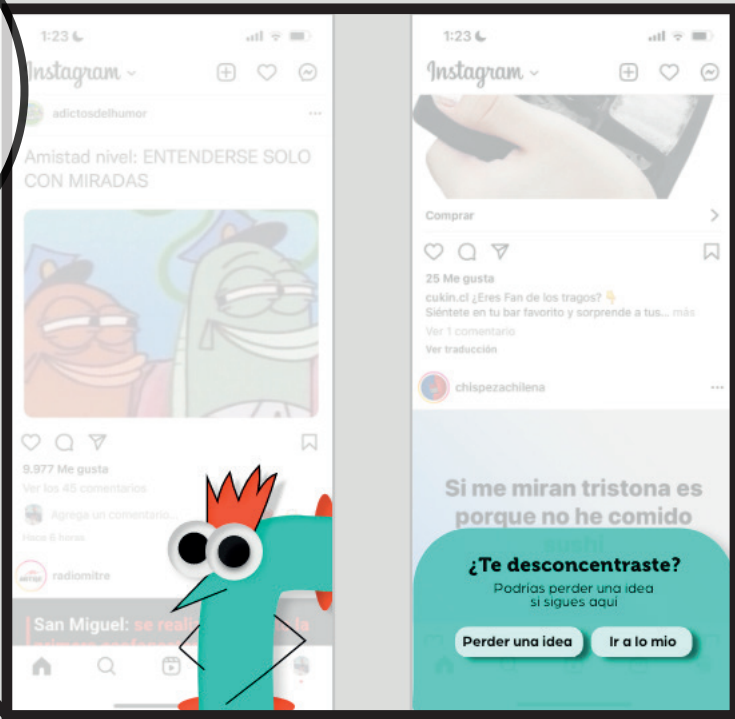 1:23
Instagram
adictosdelhumor
Amistad nivel: ENTENDERSE SOLO
CON MIRADAS
9.977 Me gusta
Ver los 45 comentarios
Agrega un comentario...
Hace 6 horas
radiomitre
San Miguel: se reali
1:23
Instagram
Comprar
25 Me gusta
cukin.cl ¿Eres Fan de los tragos? 👇
Siéntete en tu bar favorito y sorprende a tus... más
Ver 1 comentario
Ver traducción
chispezachilena
Si me miran tristona es
porque no he comido
sushi
¿Te desconcentraste?
Podrías perder una idea
si sigues aquí
Perder una idea
Ir a lo mio